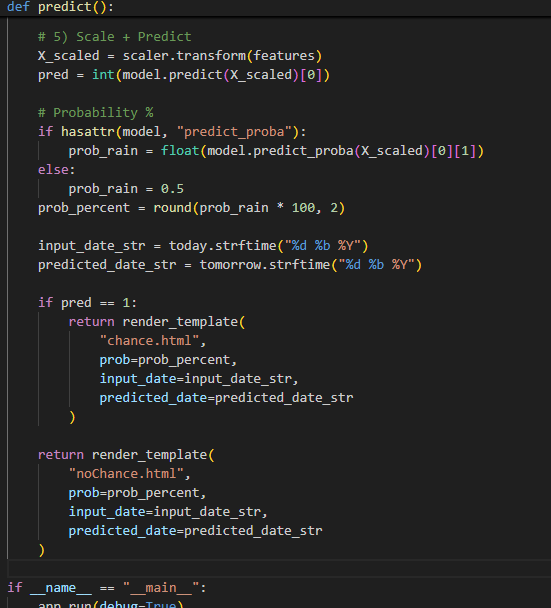 def predict():
# 5) Scale + Predict
X_scaled = scaler.transform(features)
pred = int(model.predict(X_scaled)[0])
# Probability %
if hasattr(model, "predict_proba"):
prob_rain = float(model.predict_proba(X_scaled)[0][1])
else:
prob_rain = 0.5
prob_percent = round(prob_rain * 100, 2)
input_date_str = today.strftime("%d %b %Y")
predicted_date_str = tomorrow.strftime("%d %b %Y")
if pred == 1:
return render_template(
"chance.html",
prob=prob_percent,
input_date=input_date_str,
predicted_date=predicted_date_str
)
return render_template(
"noChance.html",
prob=prob_percent,
input_date=input_date_str,
predicted_date=predicted_date_str
)
if __name__ == "__main__":
app.run(debug=True)